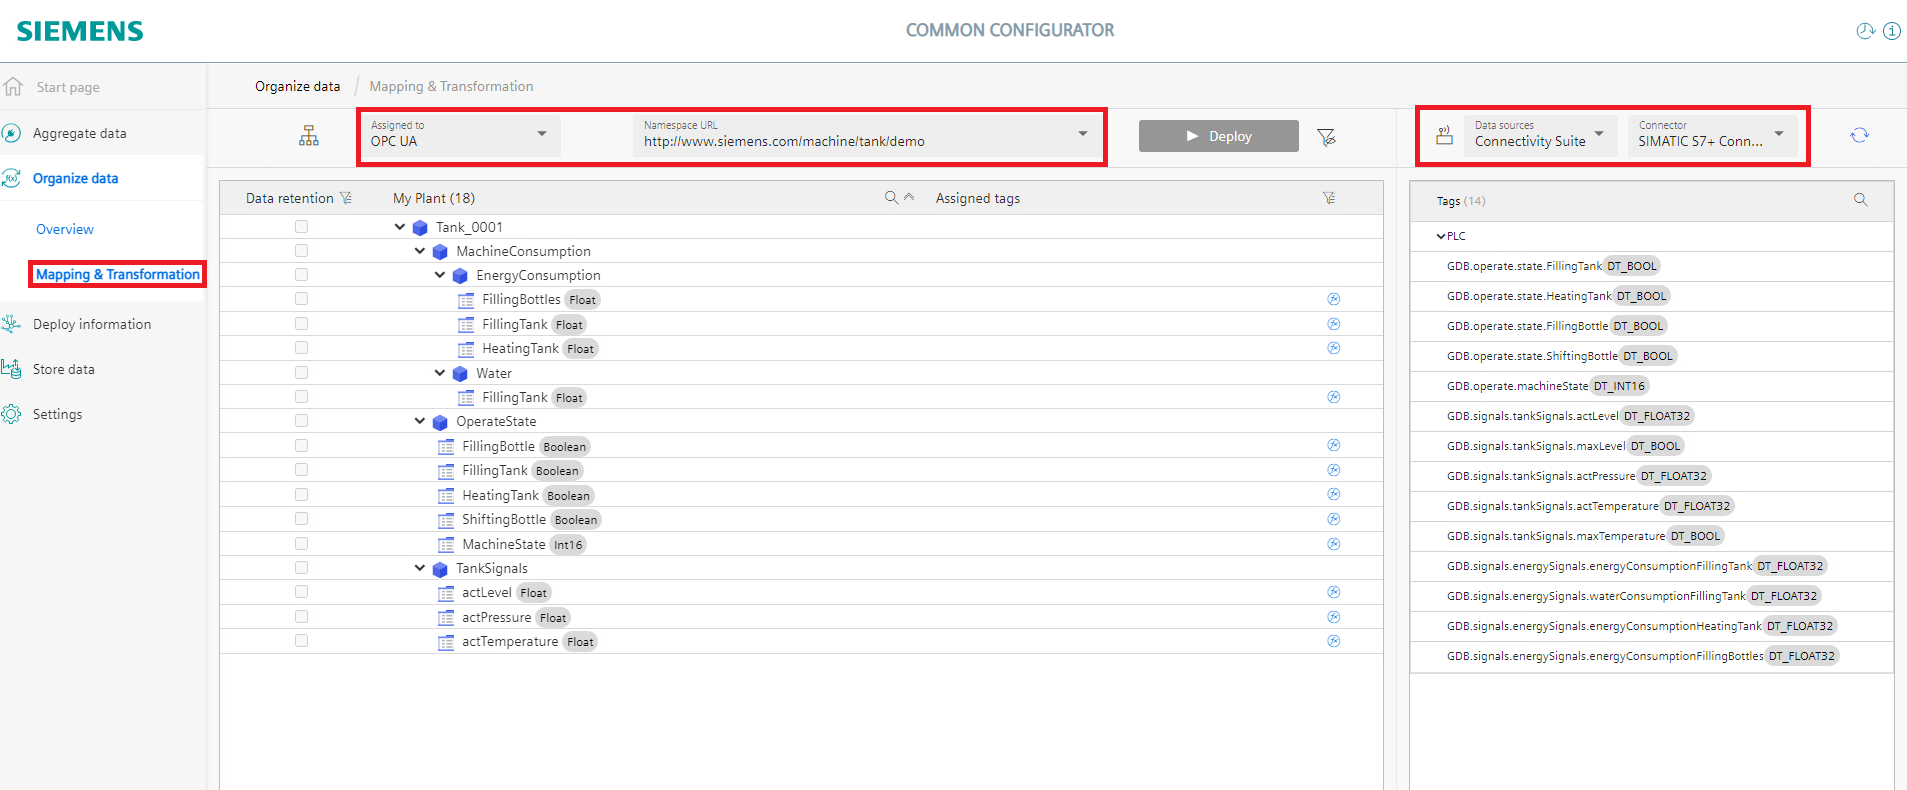 SIEMENS
COMMON CONFIGURATOR
Start page
Aggregate data
Organize data
Overview
Mapping & Transformation
Deploy information
Store data
Settings
Organize data / Mapping & Transformation
Assigned to
OPC UA
Namespace URL
http://www.siemens.com/machine/tank/demo
Deploy
Data sources
Connectivity Suite
Connector
SIMATIC S7+ Conn...
Data retention My Plant (18) Assigned tags
Tank_0001
MachineConsumption
EnergyConsumption
FillingBottles Float
FillingTank Float
HeatingTank Float
Water
FillingTank Float
OperateState
FillingBottle Boolean
FillingTank Boolean
HeatingTank Boolean
ShiftingBottle Boolean
MachineState Int16
TankSignals
actLevel Float
actPressure Float
actTemperature Float
Tags (14)
PLC
GDB.operate.state.FillingTank DT_BOOL
GDB.operate.state.HeatingTank DT_BOOL
GDB.operate.state.FillingBottle DT_BOOL
GDB.operate.state.ShiftingBottle DT_BOOL
GDB.operate.machineState DT_INT16
GDB.signals.tankSignals.actLevel DT_FLOAT32
GDB.signals.tankSignals.maxLevel DT_BOOL
GDB.signals.tankSignals.actPressure DT_FLOAT32
GDB.signals.tankSignals.actTemperature DT_FLOAT32
GDB.signals.tankSignals.maxTemperature DT_BOOL
GDB.signals.energySignals.energyConsumptionFillingTank DT_FLOAT32
GDB.signals.energySignals.waterConsumptionFillingTank DT_FLOAT32
GDB.signals.energySignals.energyConsumptionHeatingTank DT_FLOAT32
GDB.signals.energySignals.energyConsumptionFillingBottles DT_FLOAT32